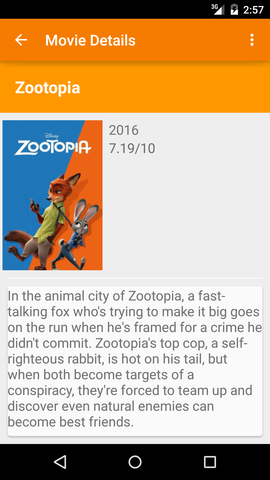 3G 2:57
Movie Details
Zootopia
2016
7.19/10
Disney
ZOOTOPIA
In the animal city of Zootopia, a fast-
talking fox who's trying to make it big goes
on the run when he's framed for a crime he
didn't commit. Zootopia's top cop, a self-
righteous rabbit, is hot on his tail, but
when both become targets of a
conspiracy, they're forced to team up and
discover even natural enemies can
become best friends.